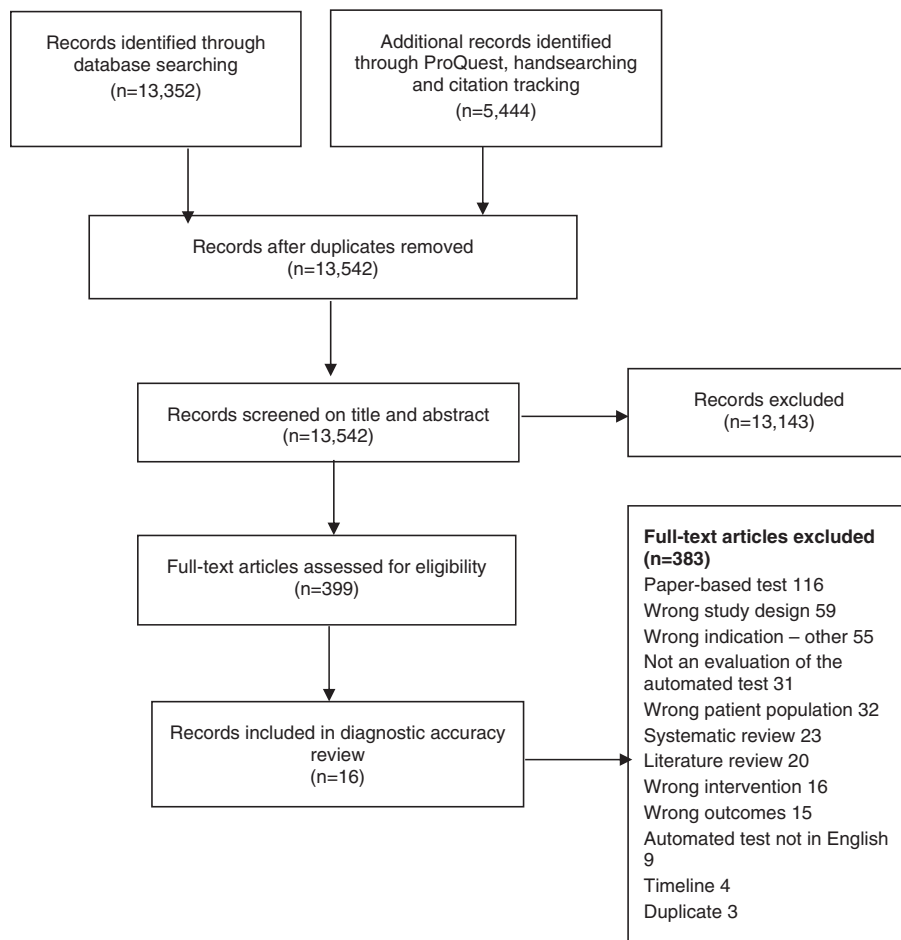 Records identified through
database searching
(n=13,352)
Additional records identified
through ProQuest, handsearching
and citation tracking
(n=5,444)
Records after duplicates removed
(n=13,542)
Records screened on title and abstract
(n=13,542)
Records excluded
(n=13,143)
Full-text articles assessed for eligibility
(n=399)
Full-text articles excluded
(n=383)
Paper-based test 116
Wrong study design 59
Wrong indication – other 55
Not an evaluation of the
automated test 31
Wrong patient population 32
Systematic review 23
Literature review 20
Wrong intervention 16
Wrong outcomes 15
Automated test not in English
9
Timeline 4
Duplicate 3
Records included in diagnostic accuracy
review
(n=16)